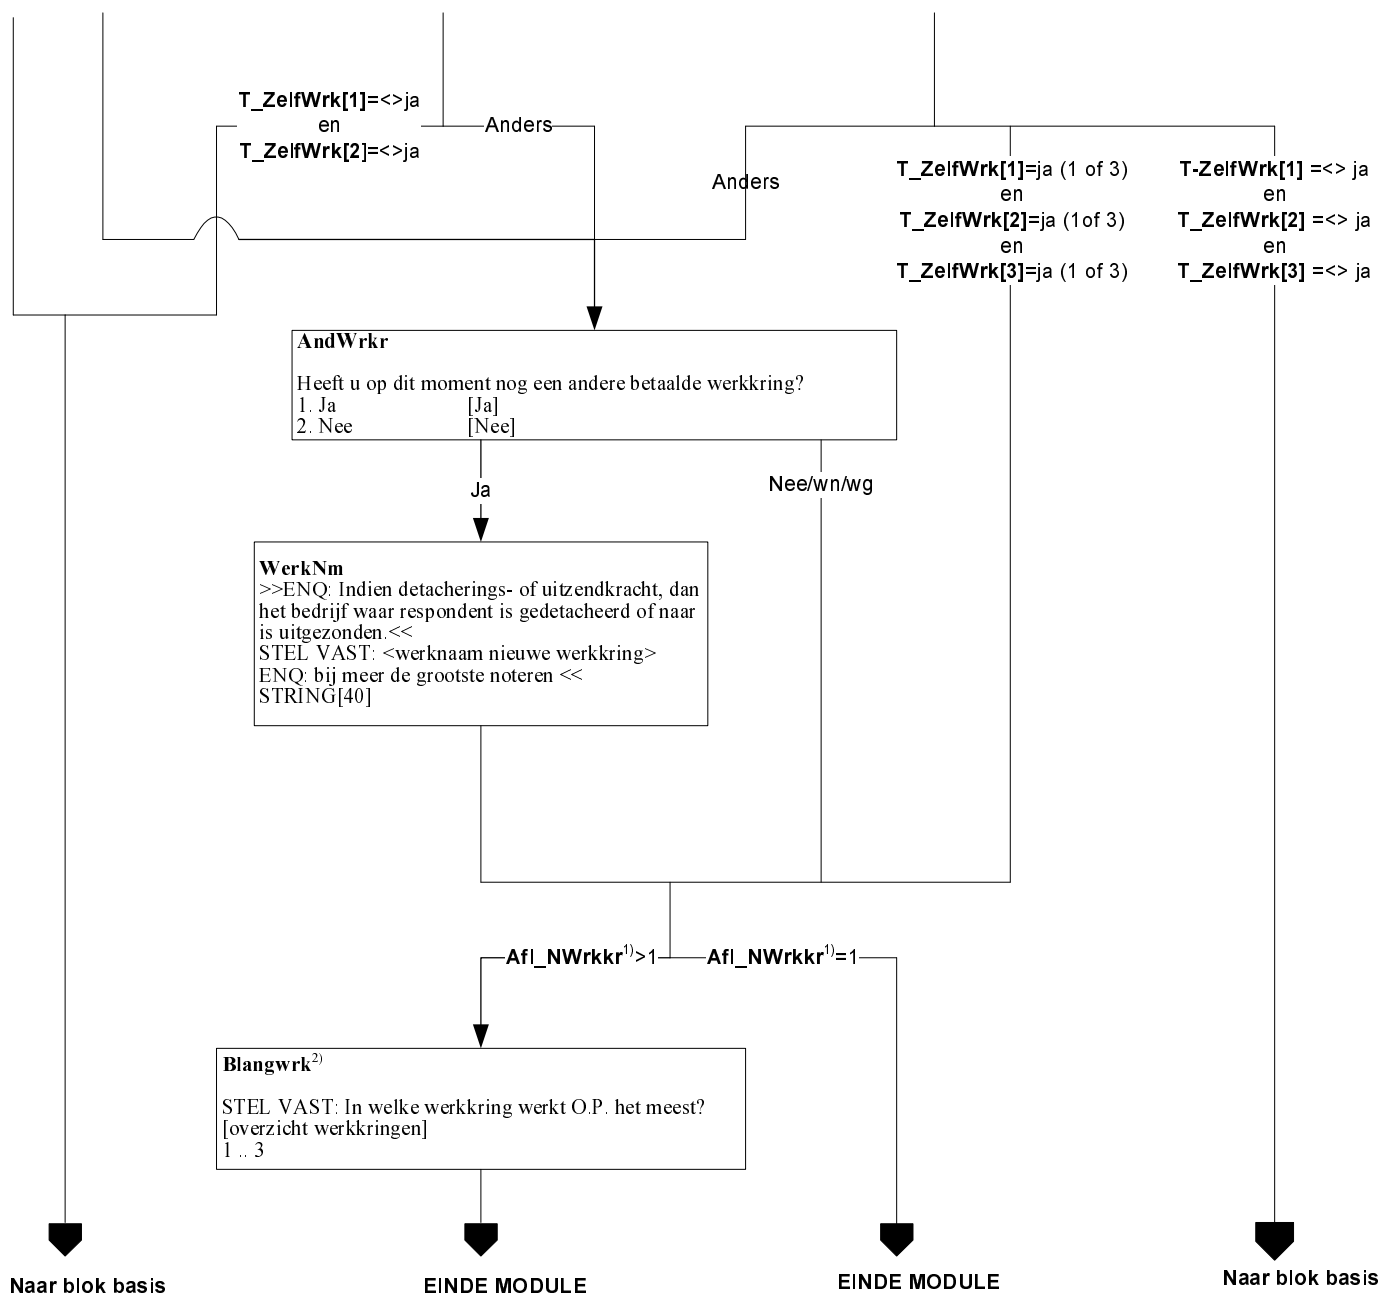 T_ZelfWrk[1]=<>ja
en
T_ZelfWrk[2]=<>ja
Anders
Anders
T_ZelfWrk[1]=ja (1 of 3)
en
T_ZelfWrk[2]=ja (1of 3)
en
T_ZelfWrk[3]=ja (1 of 3)
T-ZelfWrk[1] =<> ja
en
T_ZelfWrk[2] =<> ja
en
T_ZelfWrk[3] =<> ja
AndWrkr
Heeft u op dit moment nog een andere betaalde werkkring?
1. Ja [Ja]
2. Nee [Nee]
Ja
Nee/wn/wg
WerkNm
>>ENQ: Indien detacherings- of uitzendkracht, dan
het bedrijf waar respondent is gedetacheerd of naar
is uitgezonden.<<
STEL VAST: <werknaam nieuwe werkkring>
ENQ: bij meer de grootste noteren <<
STRING[40]
Afl_NWrkkr1)>1
Afl_NWrkkr1)=1
Blangwrk2)
STEL VAST: In welke werkkring werkt O.P. het meest?
[overzicht werkkringen]
1 .. 3
Naar blok basis
EINDE MODULE
EINDE MODULE
Naar blok basis